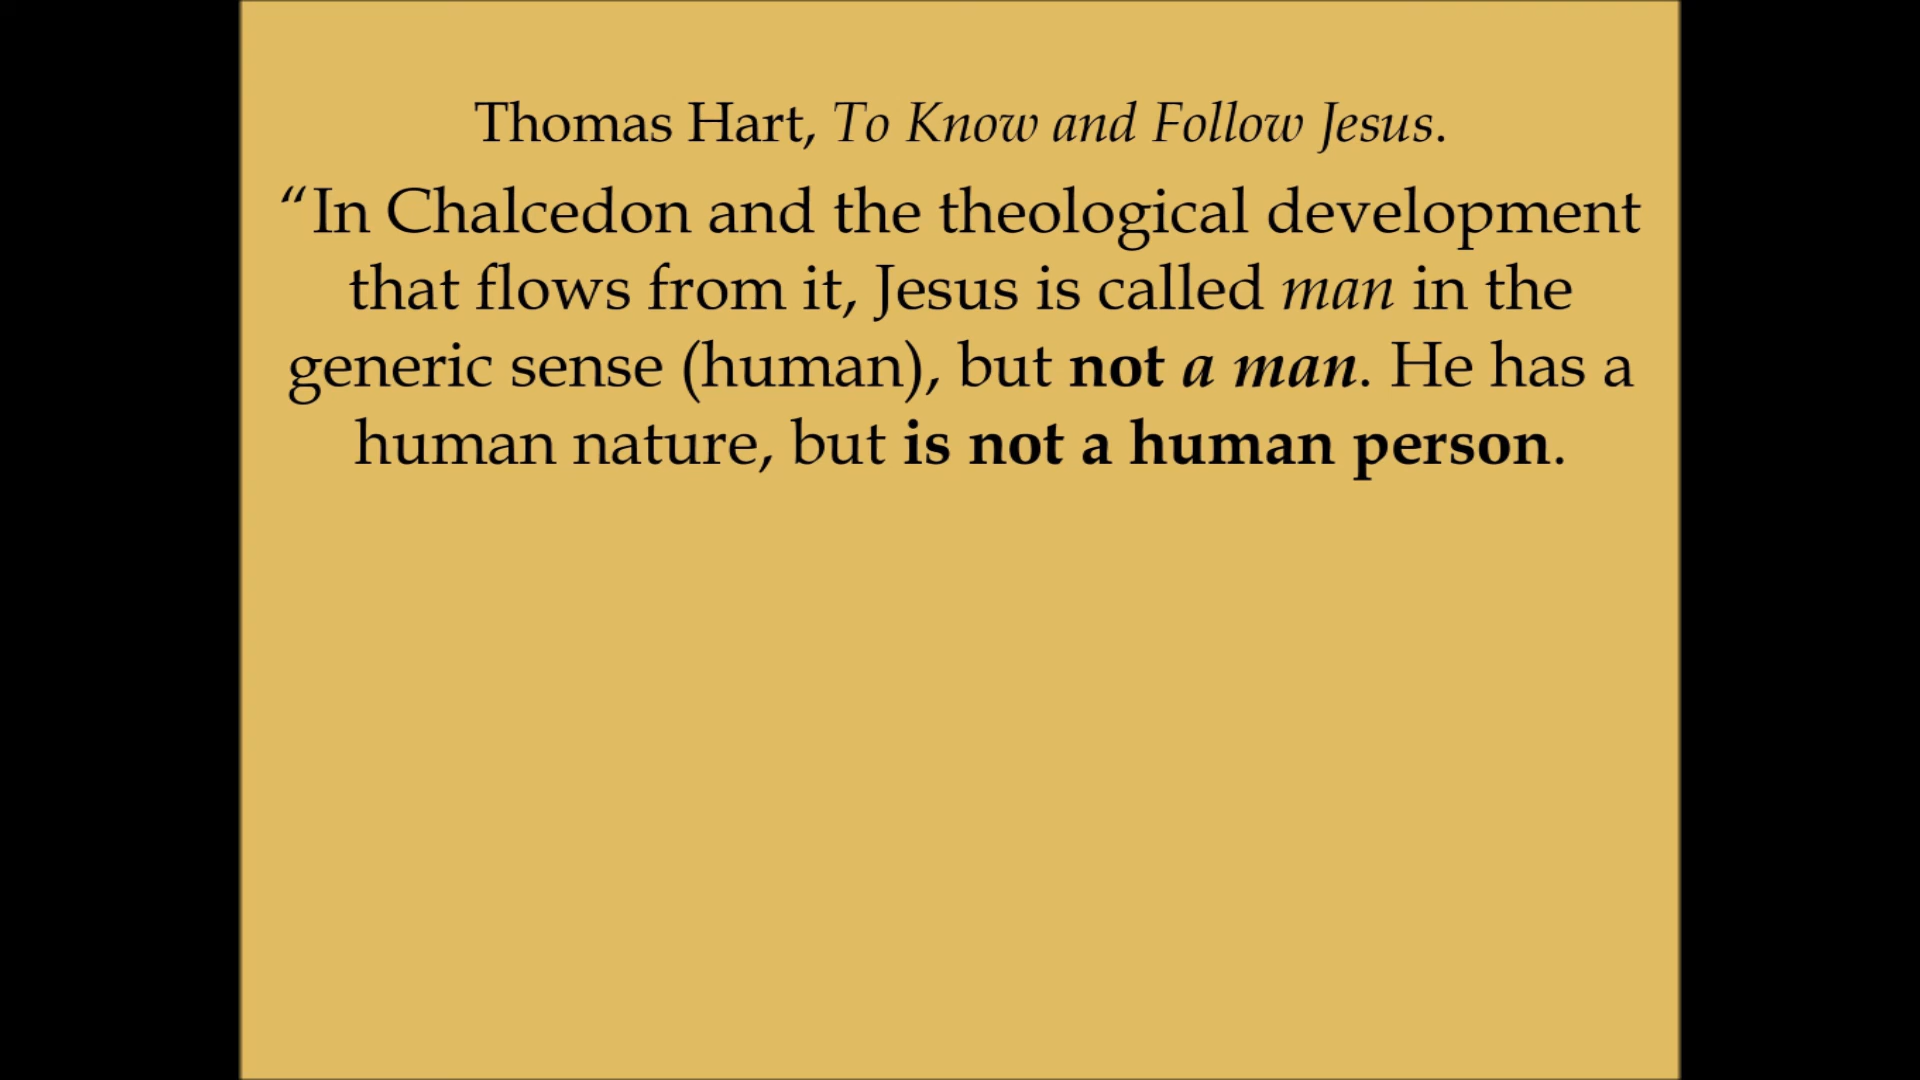 Thomas Hart, To Know and Follow Jesus.
“In Chalcedon and the theological development
that flows from it, Jesus is called man in the
generic sense (human), but not a man. He has a
human nature, but is not a human person.